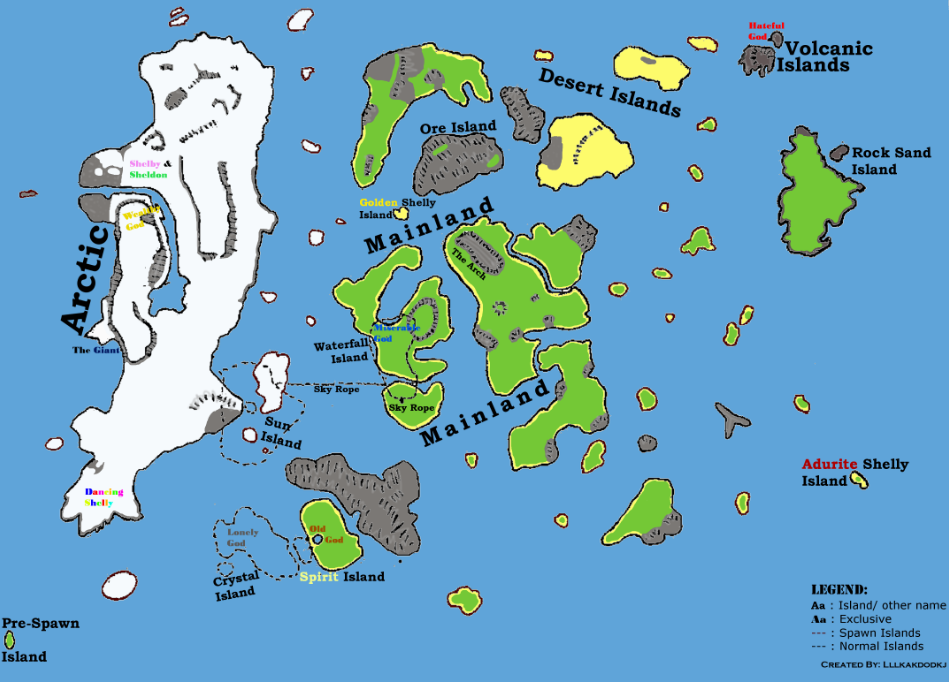 Hateful
God
Volcanic
Islands
Desert Islands
Ore Island
Rock Sand
Island
Shelby &
Sheldon
Golden Shelly
Island
Wealth
God
Mainland
The Arch
Arctic
Miserable
God
The Giant
Waterfall
Island
Sky Rope
Sky Rope
Mainland
Sun
Island
Adurite Shelly
Island
Dancing
Shelly
Lonely
God
Old
God
Crystal
Island
Spirit Island
Pre-Spawn
Island
LEGEND:
Aa : Island/ other name
Aa : Exclusive
--- : Spawn Islands
--- : Normal Islands
Created By: Lllkakdodkj